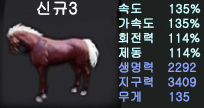 신규3
속도 135%
가속도 135%
회전력 114%
제동 114%
생명력 2292
지구력 3409
무게 135